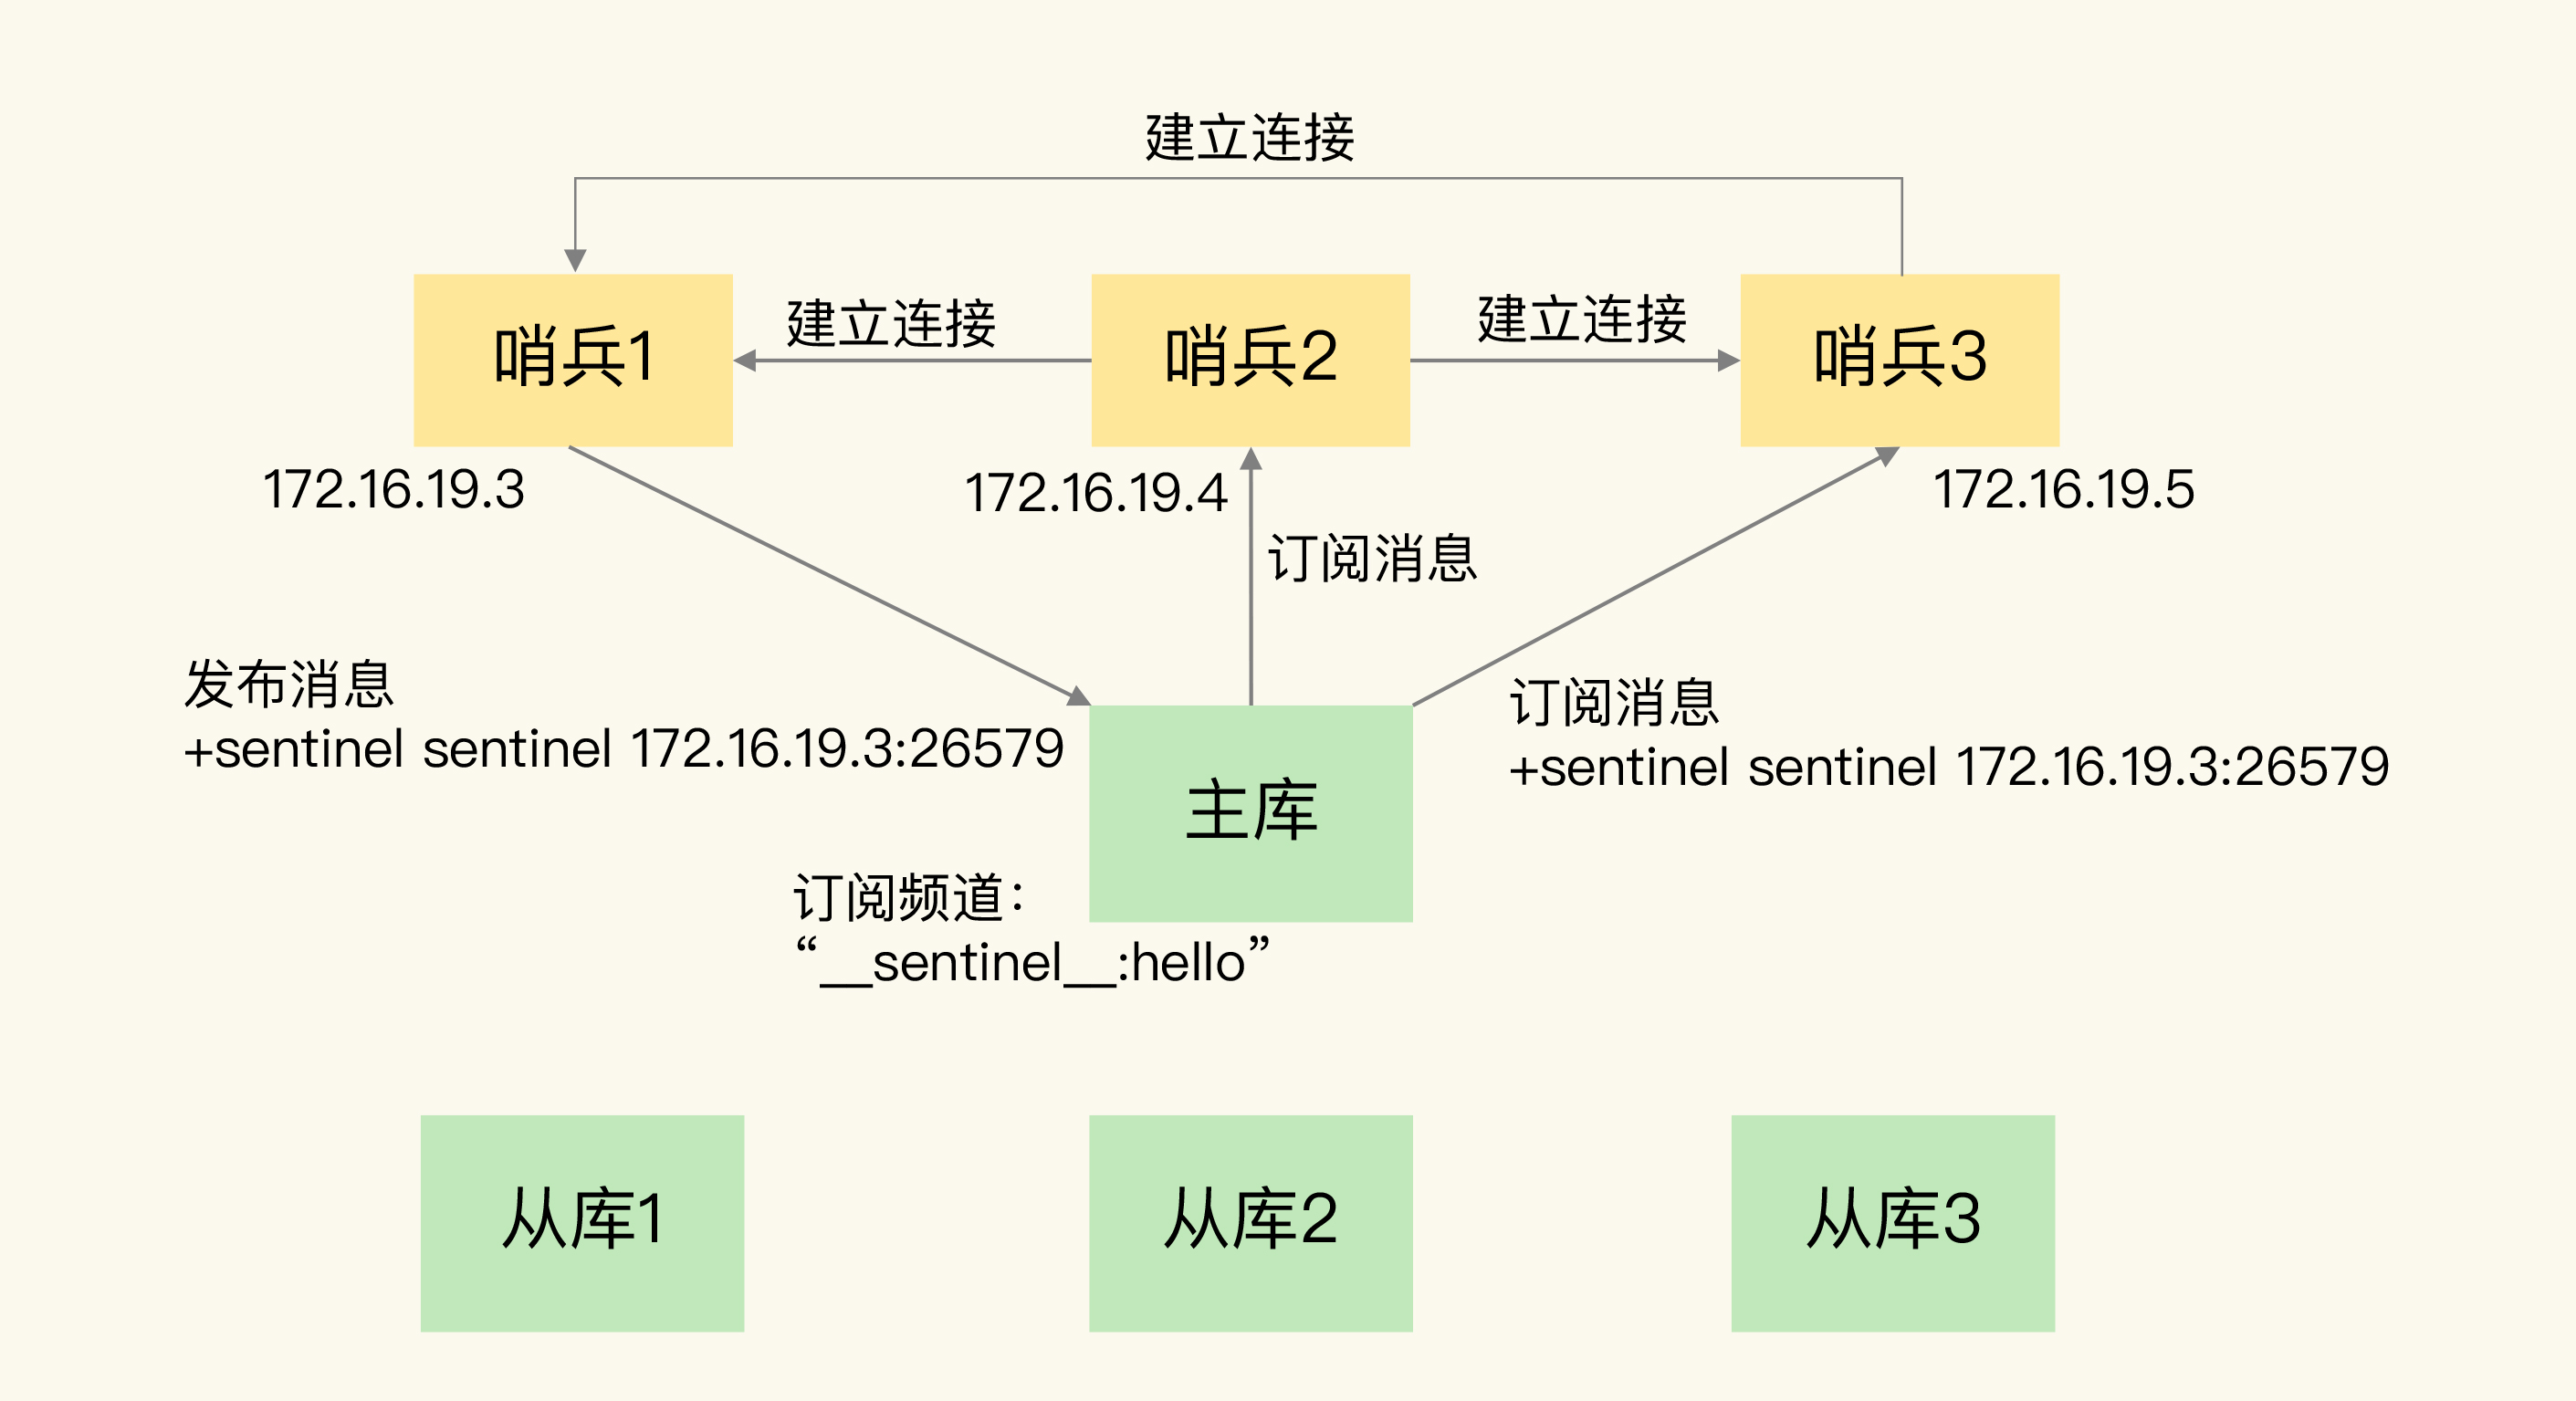 建立连接
哨兵1
建立连接
哨兵2
建立连接
哨兵3
172.16.19.3
172.16.19.4
172.16.19.5
订阅消息
发布消息
+sentinel sentinel 172.16.19.3:26579
订阅消息
+sentinel sentinel 172.16.19.3:26579
主库
订阅频道：
“__sentinel__:hello”
从库1
从库2
从库3